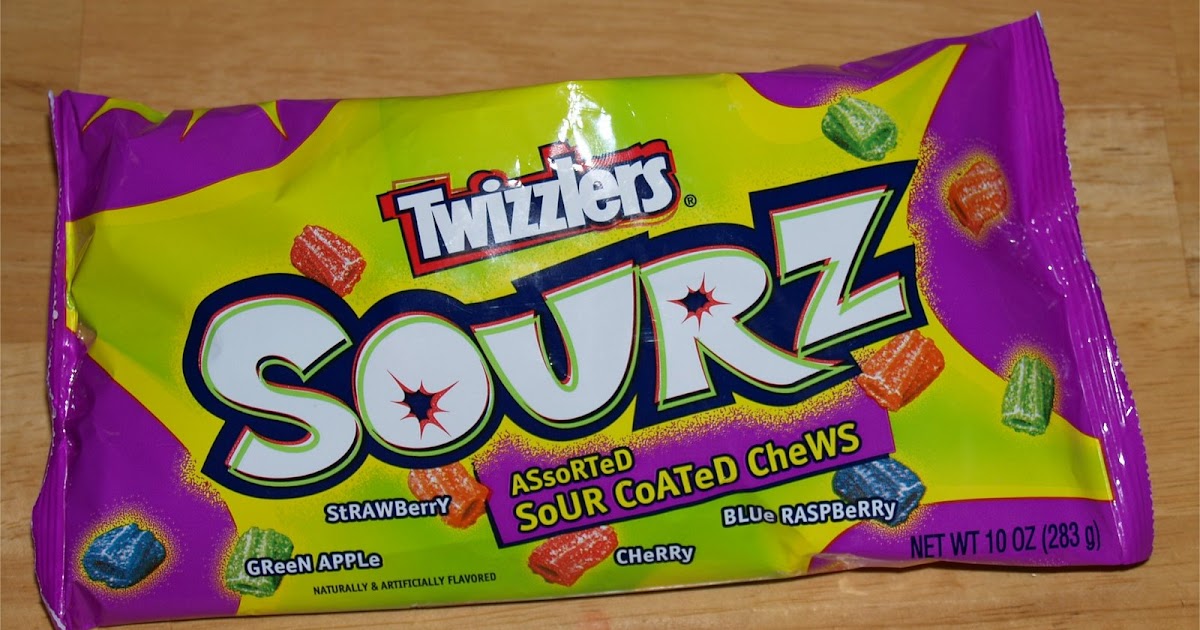 Twizzlers®
SOURZ
ASSoRTeD
SoUR CoATeD CheWS
StRAWBerrY
BLUe RASPBeRRy
GReeN APPLe
CHeRRy
NATURALLY & ARTIFICIALLY FLAVORED
NET WT 10 OZ (283 g)